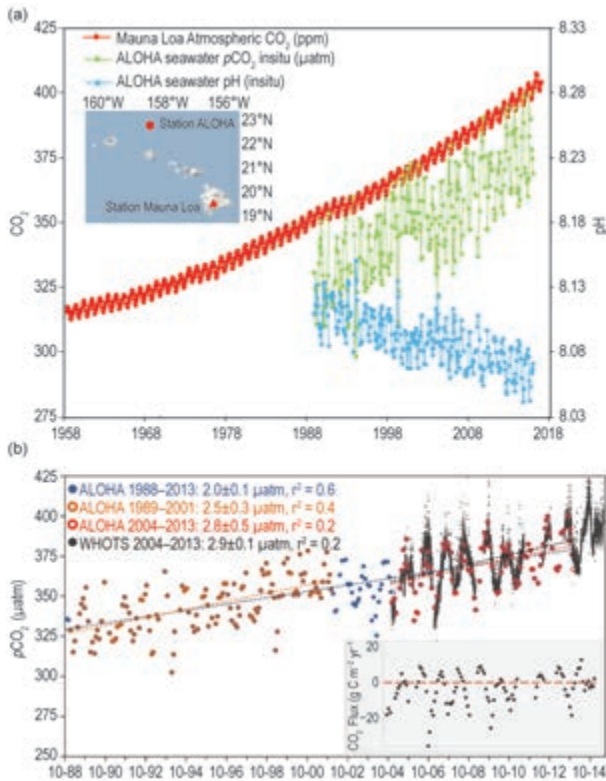 (a)
425
400
375
350
325
300
275
CO2
8.33
8.28
8.23
8.18
8.13
8.08
8.03
pH
Mauna Loa Atmospheric CO2 (ppm)
ALOHA seawater pCO2 insitu (µatm)
ALOHA seawater pH (insitu)
160°W 158°W 156°W
Station ALOHA
23°N
22°N
21°N
20°N
19°N
Station Mauna Loa
1958 1968 1978 1988 1998 2008 2018
(b)
425
400
375
350
325
300
275
250
pCO2 (µatm)
ALOHA 1988–2013: 2.0±0.1 µatm, r2 = 0.6
ALOHA 1989–2001: 2.5±0.3 µatm, r2 = 0.4
ALOHA 2004–2013: 2.8±0.5 µatm, r2 = 0.2
WHOTS 2004–2013: 2.9±0.1 µatm, r2 = 0.2
CO2 Flux (g C m-2 yr-1)
20
0
-20
10-88 10-90 10-92 10-94 10-96 10-98 10-00 10-02 10-04 10-06 10-08 10-10 10-12 10-14